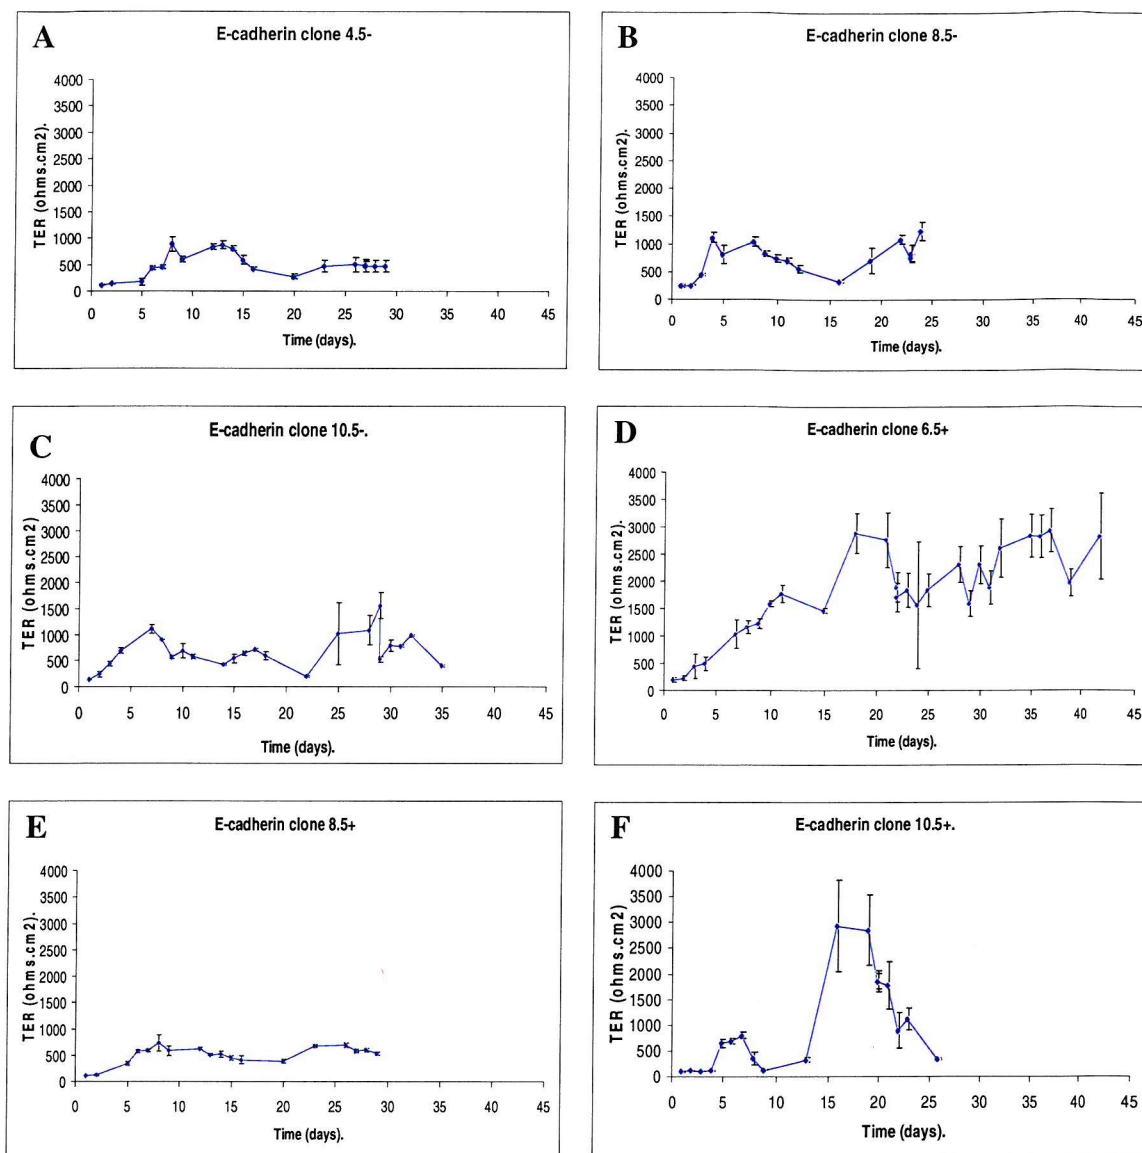 A
E-cadherin clone 4.5-
TER (ohms.cm2).
4000
3500
3000
2500
2000
1500
1000
500
0
0 5 10 15 20 25 30 35 40 45
Time (days).
B
E-cadherin clone 8.5-
TER (ohms.cm2).
4000
3500
3000
2500
2000
1500
1000
500
0
0 5 10 15 20 25 30 35 40 45
Time (days).
C
E-cadherin clone 10.5-.
TER (ohms.cm2)
4000
3500
3000
2500
2000
1500
1000
500
0
0 5 10 15 20 25 30 35 40 45
Time (days).
D
E-cadherin clone 6.5+
TER (ohms.cm2).
4000
3500
3000
2500
2000
1500
1000
500
0
0 5 10 15 20 25 30 35 40 45
Time (days).
E
E-cadherin clone 8.5+
TER (ohms.cm2).
4000
3500
3000
2500
2000
1500
1000
500
0
0 5 10 15 20 25 30 35 40 45
Time (days).
F
E-cadherin clone 10.5+.
TER (ohms.cm2).
4000
3500
3000
2500
2000
1500
1000
500
0
0 5 10 15 20 25 30 35 40 45
Time (days).